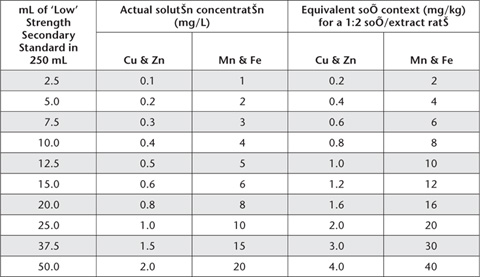 mL of ‘Low’ Strength Secondary Standard in 250 mL | Actual solutŠn concentratŠn (mg/L) | Equivalent soÕ context (mg/kg) for a 1:2 soÕ/extract ratŠ
Cu & Zn | Mn & Fe | Cu & Zn | Mn & Fe
2.5 | 0.1 | 1 | 0.2 | 2
5.0 | 0.2 | 2 | 0.4 | 4
7.5 | 0.3 | 3 | 0.6 | 6
10.0 | 0.4 | 4 | 0.8 | 8
12.5 | 0.5 | 5 | 1.0 | 10
15.0 | 0.6 | 6 | 1.2 | 12
20.0 | 0.8 | 8 | 1.6 | 16
25.0 | 1.0 | 10 | 2.0 | 20
37.5 | 1.5 | 15 | 3.0 | 30
50.0 | 2.0 | 20 | 4.0 | 40